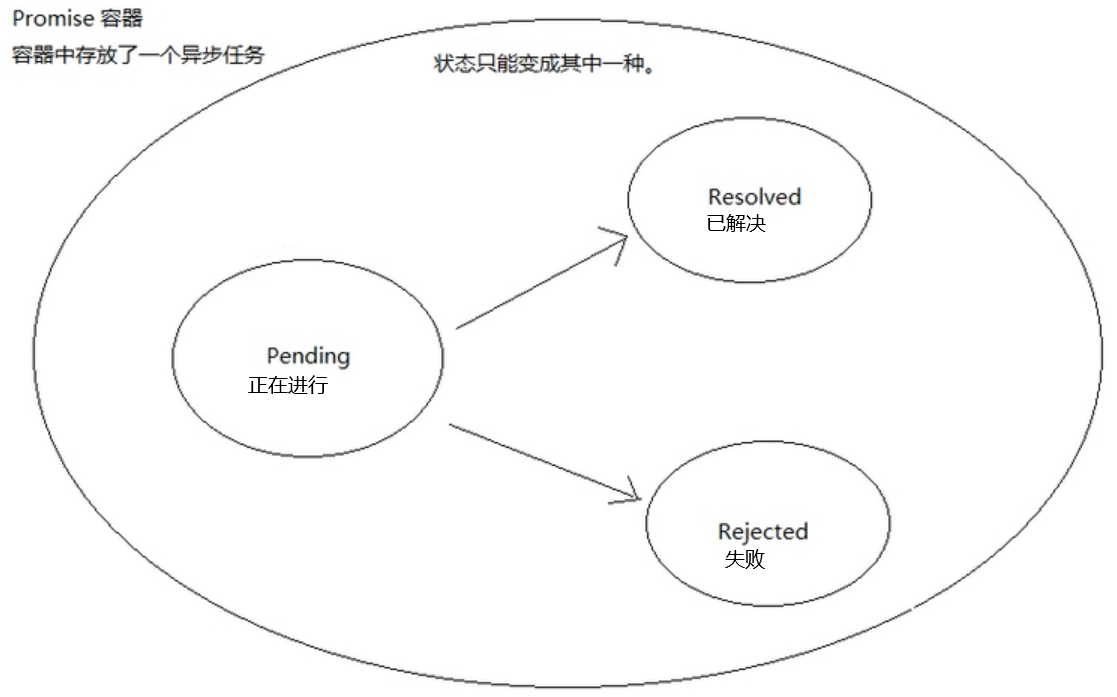 Promise 容器
容器中存放了一个异步任务
状态只能变成其中一种。
Resolved
已解决
Pending
正在进行
Rejected
失败